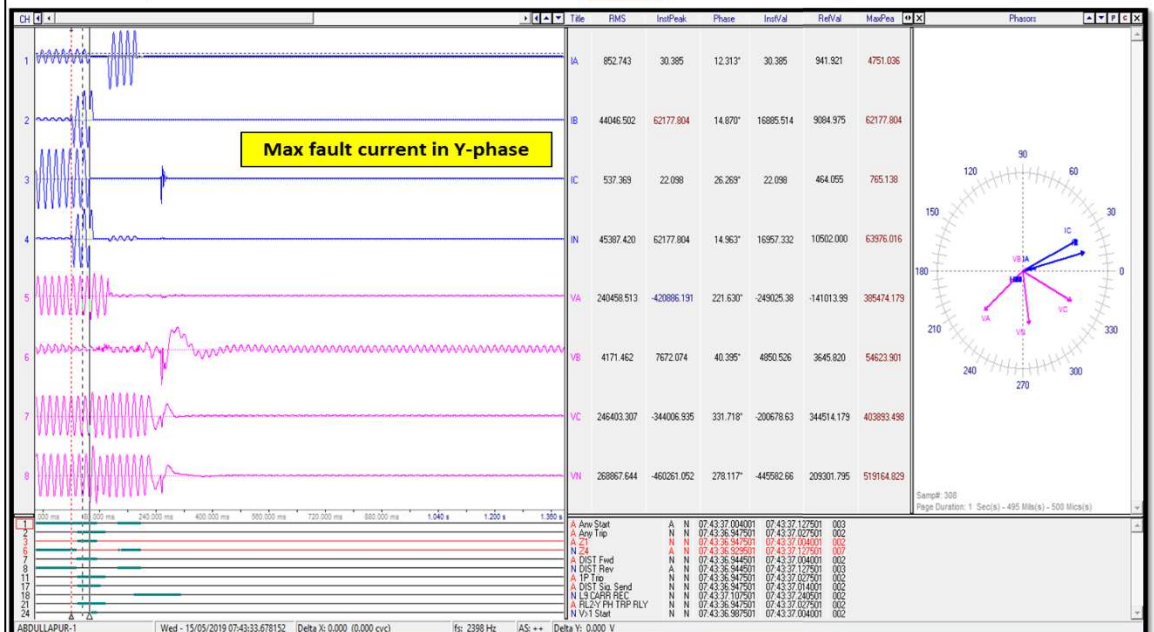 CH Title RMS InstPeak Phase InstVal RefVal MaxPea Phasors P C X
1 IA 852.743 30.385 12.313° 30.385 941.921 4751.036
2 IB 44046.502 62177.804 14.870° 16885.514 9084.975 62177.804
Max fault current in Y-phase
3 IC 537.369 22.098 26.269° 22.098 464.055 765.138
4 IN 45387.420 62177.804 14.963° 16957.332 10502.000 63976.016
5 VA 240458.513 -420886.191 221.630° -249025.38 -141013.99 385474.179
6 VB 4171.462 7672.074 40.395° 4850.526 3645.820 54623.901
7 VC 246403.307 -344006.935 331.718° -200678.63 344514.179 403893.498
8 VN 268867.644 -460261.052 278.117° -445582.66 209301.795 519164.829
90
120 60
150 30
IC
VB IA
180 0
VA VN VC
210 330
240 300
270
Samp#: 308
Page Duration: 1 Sec(s) - 495 Mils(s) - 500 Mics(s)
240.000 ms 400.000 ms 560.000 ms 720.000 ms 880.000 ms 1.040 s 1.200 s 1.360 s
1 A Any Start A N 07:43:37.004001 07:43:37.127501 003
2 A Any Trip N N 07:43:36.947501 07:43:37.027501 002
3 A Z1 N N 07:43:36.947501 07:43:37.004001 002
6 N Z4 A N 07:43:36.929501 07:43:37.127501 007
7 A DIST Fwd N N 07:43:36.944501 07:43:37.004001 002
8 N DIST Rev A N 07:43:36.944501 07:43:37.127501 003
11 A 1P Trip N N 07:43:36.947501 07:43:37.027501 002
17 A DIST Sig. Send N N 07:43:36.947501 07:43:37.014001 002
18 N L9 CARR REC N N 07:43:37.107501 07:43:37.240501 002
21 A RL2-Y PH TRP RLY N N 07:43:36.947501 07:43:37.027501 002
24 N V>1 Start N N 07:43:36.987501 07:43:37.004001 002
ABDULLAPUR-1 Wed - 15/05/2019 07:43:33.678152 Delta X: 0.000 (0.000 cyc) fs: 2398 Hz AS: ++ Delta Y: 0.000 V